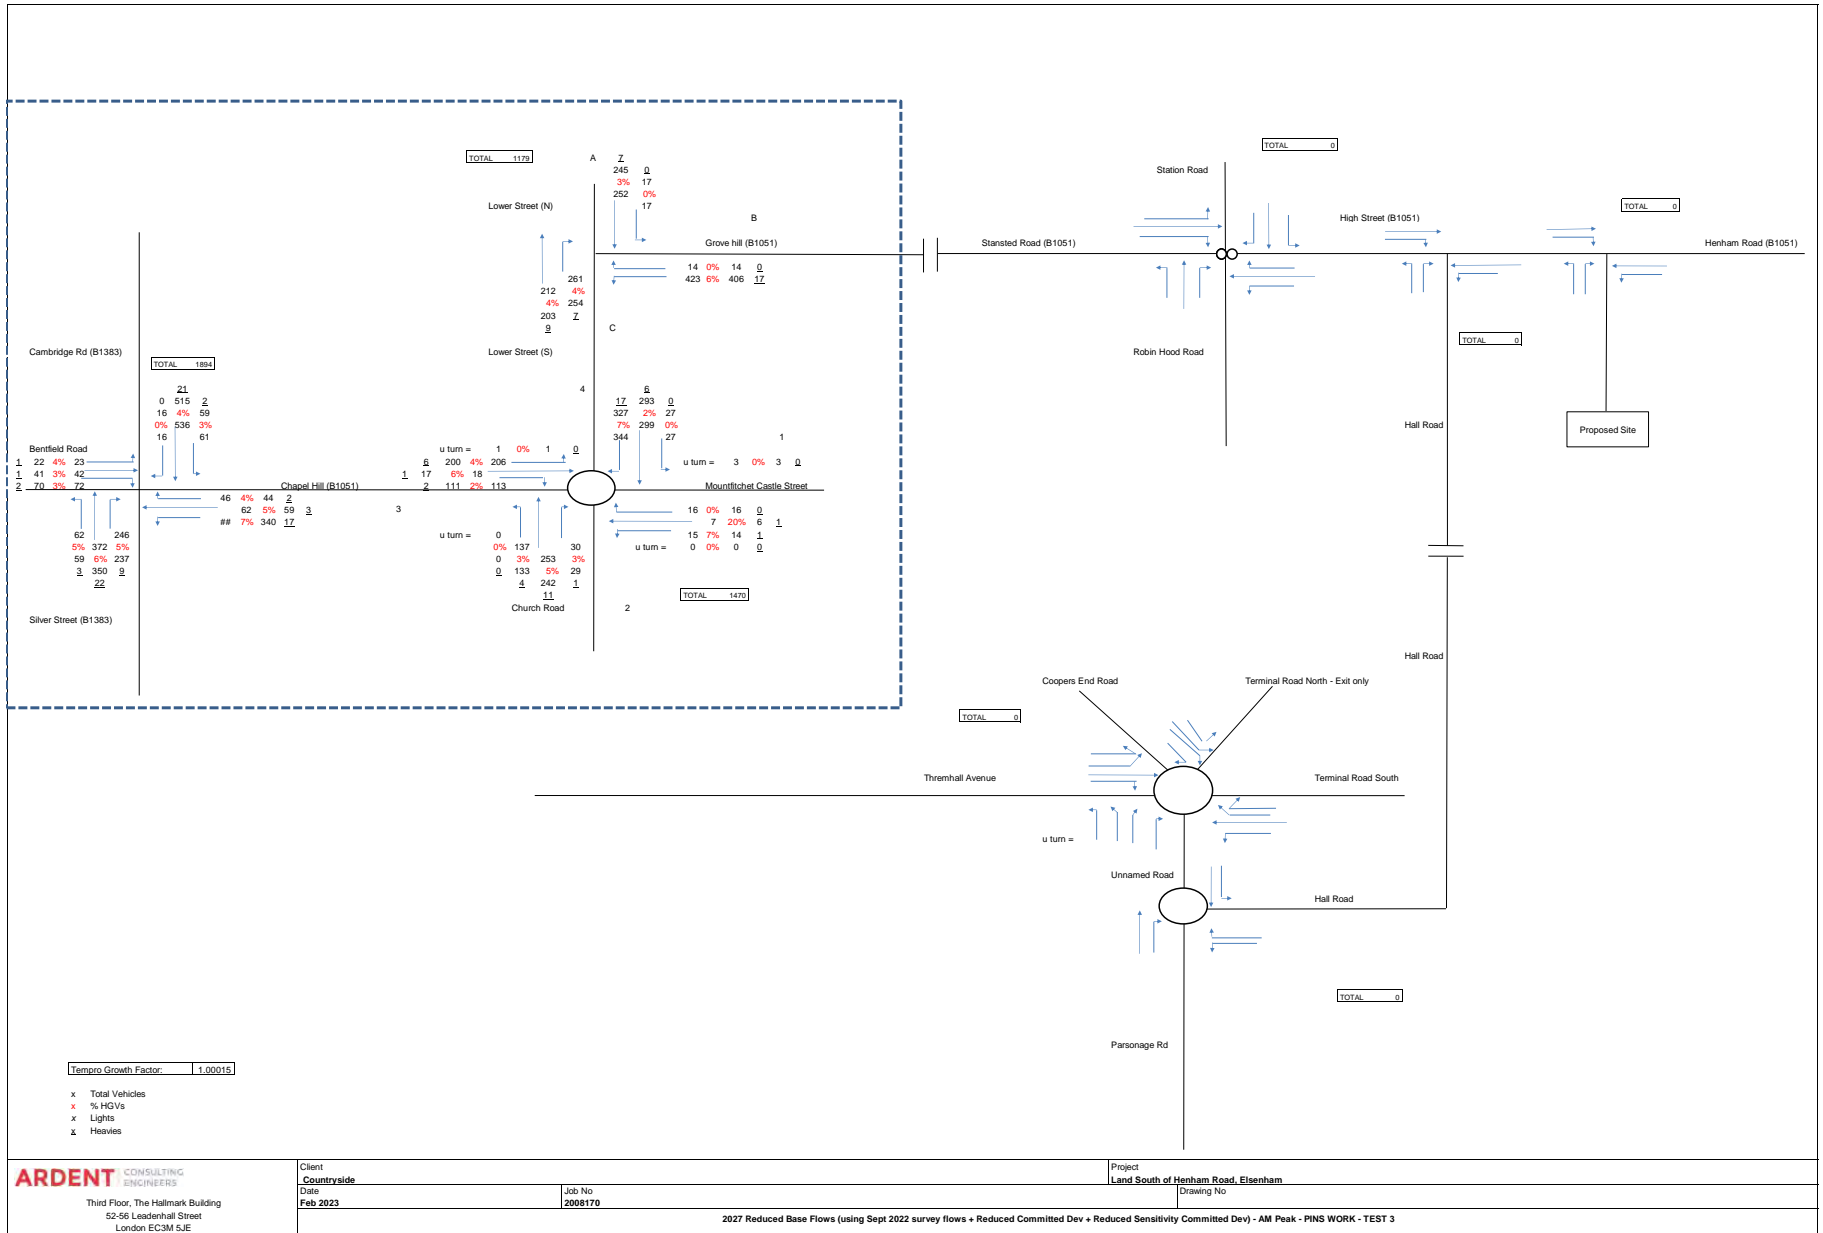 TOTAL 0
TOTAL 1179
A 7
245 0
3% 17
252 0%
17
Station Road
Lower Street (N)
TOTAL 0
B
High Street (B1051)
Grove hill (B1051)
Stansted Road (B1051)
Henham Road (B1051)
14 0% 14 0
423 6% 406 17
261
212 4%
4% 254
203 7
9
C
Lower Street (S)
Robin Hood Road
TOTAL 0
Cambridge Rd (B1383)
TOTAL 1894
21
0 515 2
16 4% 59
0% 536 3%
16 61
4
17 293 0
6
327 2% 27
7% 299 0%
344 27
1
Hall Road
Proposed Site
Bentfield Road
1 22 4% 23
1 41 3% 42
2 70 3% 72
u turn = 1 0% 1 0
6 200 4% 206
1 17 6% 18
2 111 2% 113
u turn = 3 0% 3 0
Chapel Hill (B1051)
Mountfitchet Castle Street
46 4% 44 2
62 5% 59 3
## 7% 340 17
3
16 0% 16 0
7 20% 6 1
15 7% 14 1
u turn = 0 0% 0 0
62 246
5% 372 5%
59 6% 237
3 350 9
22
u turn = 0
0% 137 30
0 3% 253 3%
0 133 5% 29
4 242 1
11
Church Road
2
TOTAL 1470
Silver Street (B1383)
Hall Road
Coopers End Road
Terminal Road North - Exit only
TOTAL 0
Thremhall Avenue
Terminal Road South
u turn =
Unnamed Road
Hall Road
TOTAL 0
Parsonage Rd
Tempro Growth Factor: 1.00015
x Total Vehicles
x % HGVs
x Lights
x Heavies
ARDENT CONSULTING ENGINEERS
Third Floor, The Hallmark Building
52-56 Leadenhall Street
London EC3M 5JE
Client
Countryside
Project
Land South of Henham Road, Elsenham
Date
Feb 2023
Job No
2008170
Drawing No
2027 Reduced Base Flows (using Sept 2022 survey flows + Reduced Committed Dev + Reduced Sensitivity Committed Dev) - AM Peak - PINS WORK - TEST 3